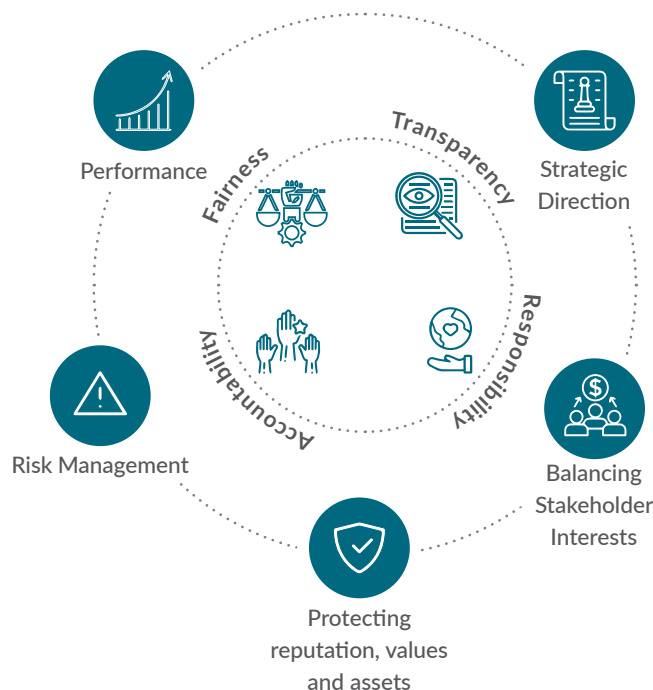 Transparency
Fairness
Performance
Strategic
Direction
Responsibility
Accountability
Risk Management
$
Balancing
Stakeholder
Interests
Protecting
reputation, values
and assets